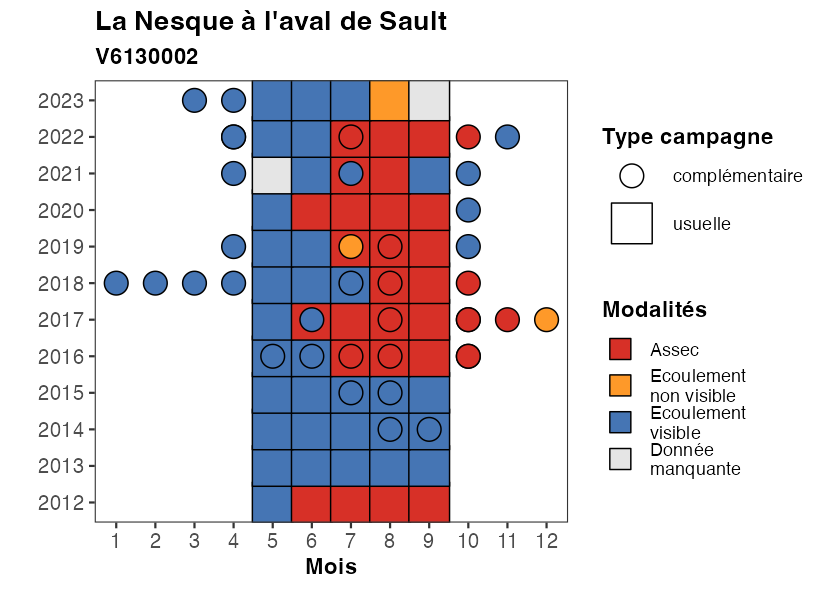 La Nesque à l'aval de Sault
V6130002
2023
2022
2021
2020
2019
2018
2017
2016
2015
2014
2013
2012
1 2 3 4 5 6 7 8 9 10 11 12
Mois
Type campagne
complémentaire
usuelle
Modalités
Assec
Ecoulement
non visible
Ecoulement
visible
Donnée
manquante